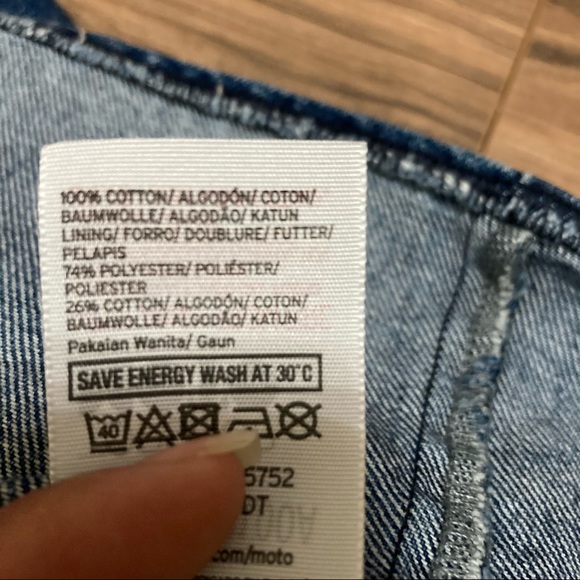 100% COTTON/ ALGODÓN/ COTON/
BAUMWOLLE/ ALGODÃO/ KATUN
LINING/ FORRO/ DOUBLURE/ FUTTER/
PELAPIS
74% POLYESTER/ POLIÉSTER/
POLIESTER
26% COTTON/ ALGODÓN/ COTON/
BAUMWOLLE/ ALGODÃO/ KATUN
Pakaian Wanita/ Gaun
SAVE ENERGY WASH AT 30°C
40
5752
DT
.com/moto